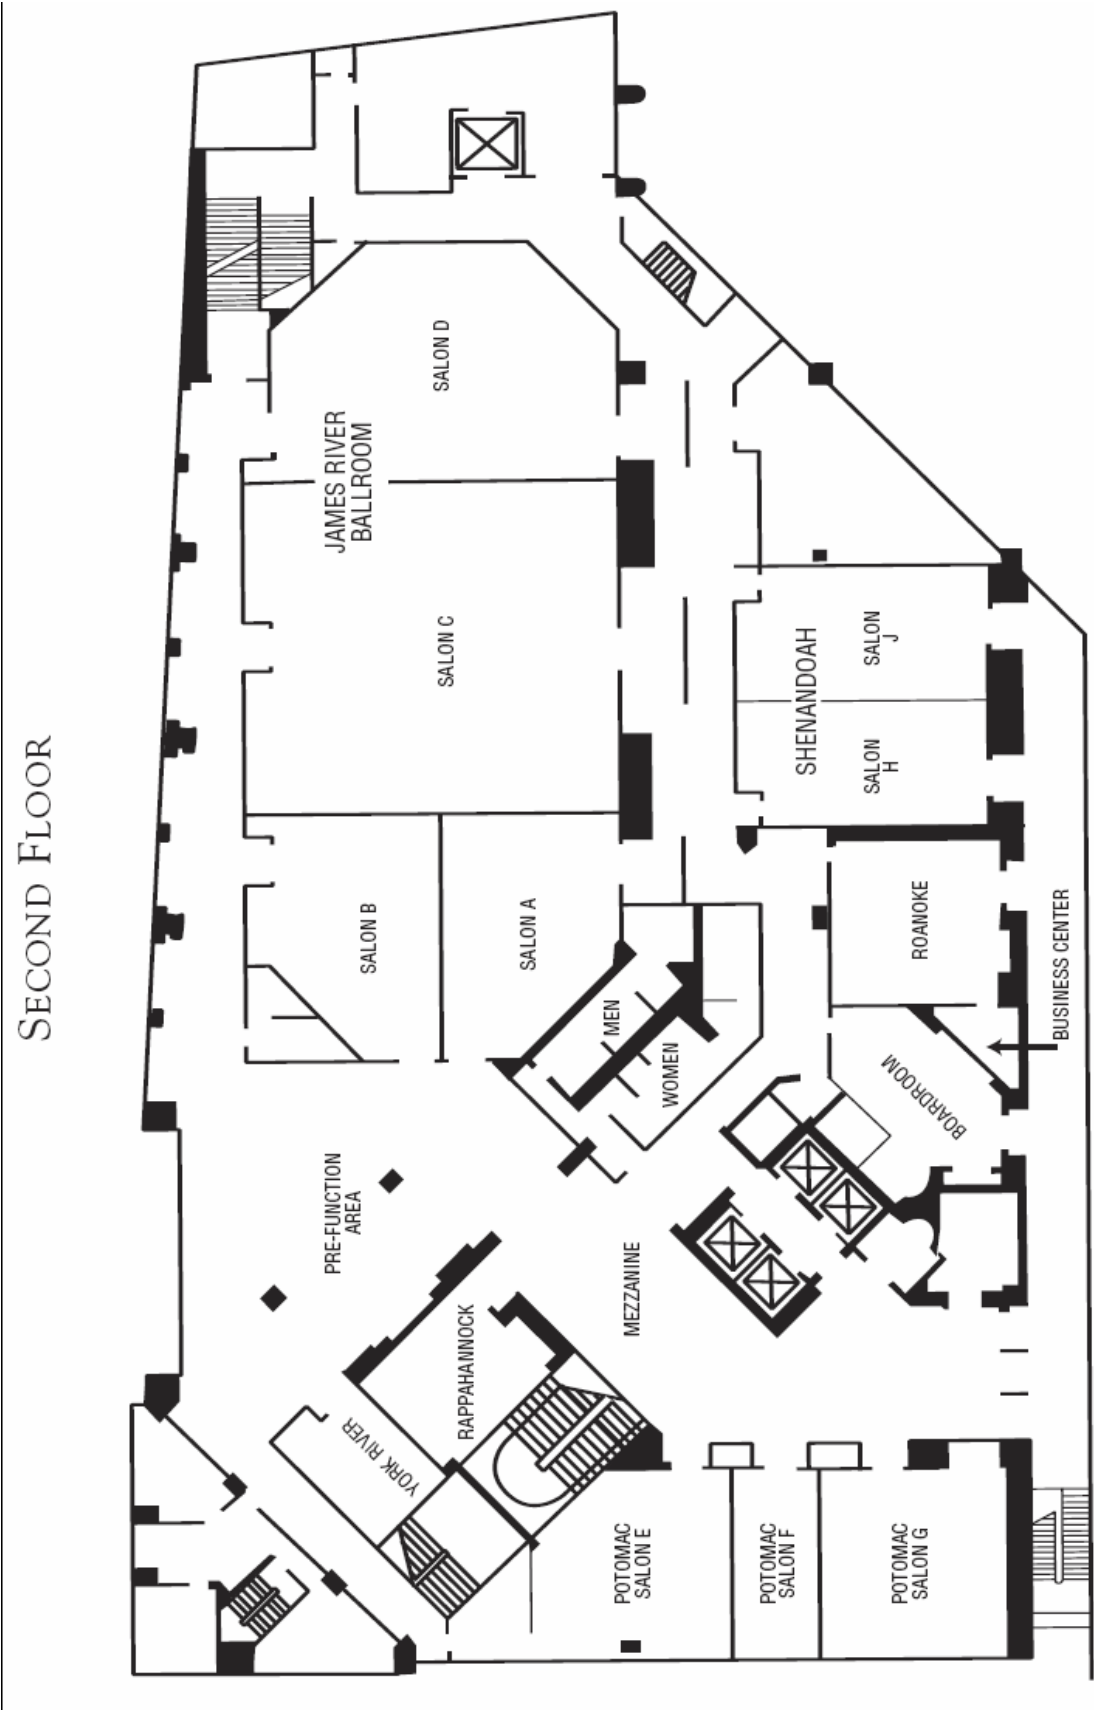 SECOND FLOOR
SALON D
JAMES RIVER
BALLROOM
SALON C
SALON B
SALON A
SHENANDOAH
SALON
J
SALON
H
ROANOKE
BUSINESS CENTER
BOARDROOM
MEN
WOMEN
PRE-FUNCTION
AREA
MEZZANINE
RAPPAHANNOCK
YORK RIVER
POTOMAC
SALON E
POTOMAC
SALON F
POTOMAC
SALON G